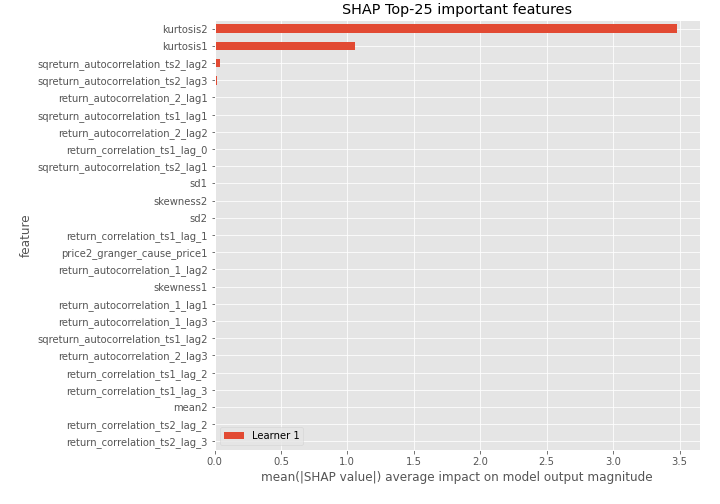 SHAP Top-25 important features
kurtosis2
kurtosis1
sqreturn_autocorrelation_ts2_lag2
sqreturn_autocorrelation_ts2_lag3
return_autocorrelation_2_lag1
sqreturn_autocorrelation_ts1_lag1
return_autocorrelation_2_lag2
return_correlation_ts1_lag_0
sqreturn_autocorrelation_ts2_lag1
sd1
skewness2
sd2
return_correlation_ts1_lag_1
price2_granger_cause_price1
return_autocorrelation_1_lag2
skewness1
return_autocorrelation_1_lag1
return_autocorrelation_1_lag3
sqreturn_autocorrelation_ts1_lag2
return_autocorrelation_2_lag3
return_correlation_ts1_lag_2
return_correlation_ts1_lag_3
mean2
return_correlation_ts2_lag_2
return_correlation_ts2_lag_3
feature
Learner 1
0.0 0.5 1.0 1.5 2.0 2.5 3.0 3.5
mean(|SHAP value|) average impact on model output magnitude